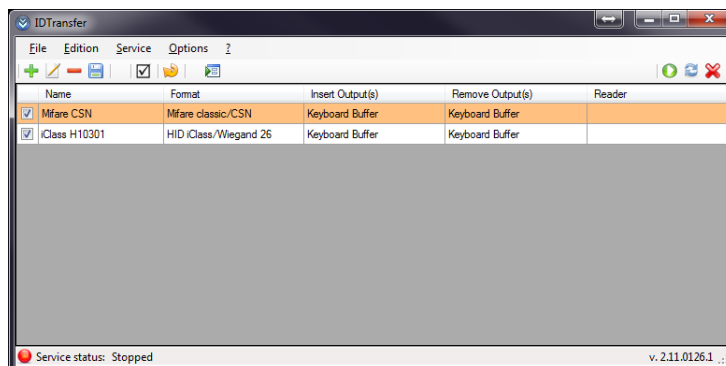 IDTransfer
File Edition Service Options ?
Name Format Insert Output(s) Remove Output(s) Reader
Mifare CSN Mifare classic/CSN Keyboard Buffer Keyboard Buffer
iClass H10301 HID iClass/Wiegand 26 Keyboard Buffer Keyboard Buffer
Service status: Stopped v. 2.11.0126.1